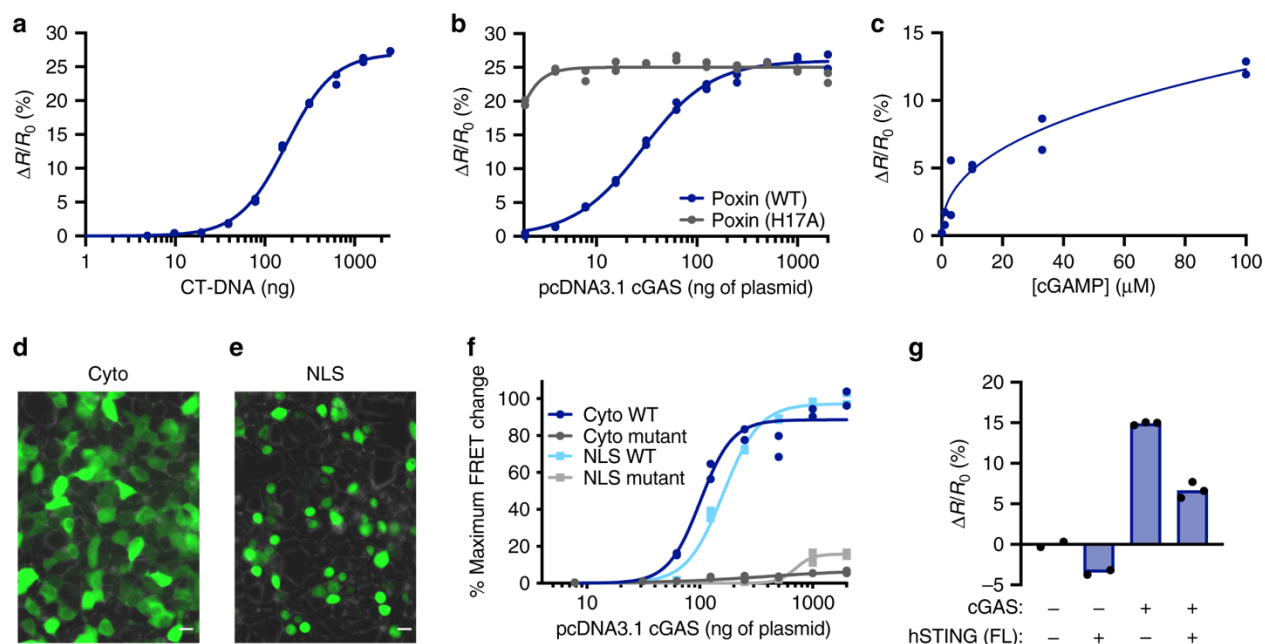 a
ΔR/R0 (%)
30
25
20
15
10
5
0
1
10
100
1000
CT-DNA (ng)
b
ΔR/R0 (%)
30
25
20
15
10
5
0
Poxin (WT)
Poxin (H17A)
10
100
1000
pcDNA3.1 cGAS (ng of plasmid)
c
ΔR/R0 (%)
15
10
5
0
0
20
40
60
80
100
[cGAMP] (μM)
d
Cyto
e
NLS
f
% Maximum FRET change
100
80
60
40
20
0
Cyto WT
Cyto mutant
NLS WT
NLS mutant
10
100
1000
pcDNA3.1 cGAS (ng of plasmid)
g
ΔR/R0 (%)
20
15
10
5
0
–5
cGAS: – – + +
hSTING (FL): – + – +